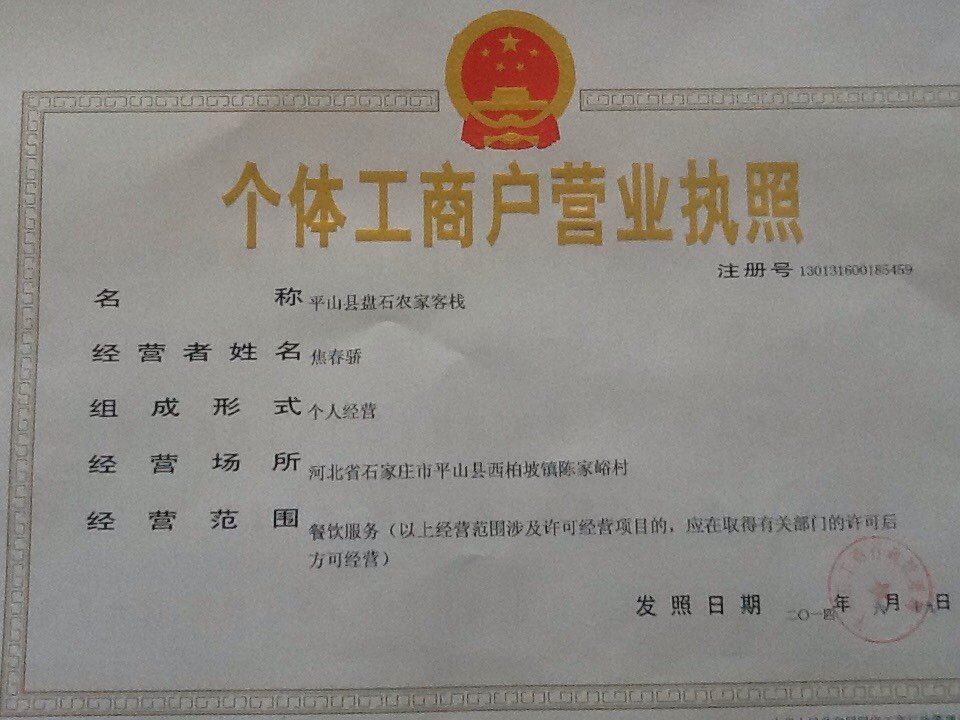 个体工商户营业执照
注册号 130131600185459
名称 平山县盘石农家客栈
经营者姓名 焦春骄
组成形式 个人经营
经营场所 河北省石家庄市平山县西柏坡镇陈家峪村
经营范围 餐饮服务（以上经营范围涉及许可经营项目的，应在取得有关部门的许可后
方可经营）
发照日期 二〇一四年 六月 日